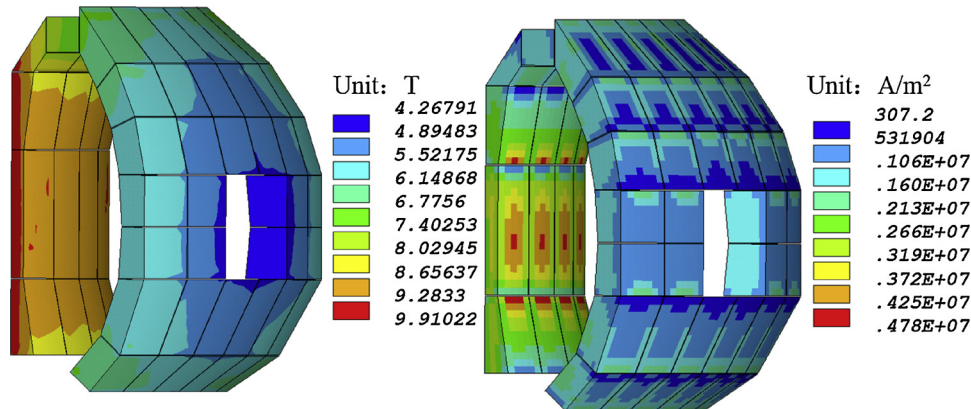 Unit: T
4.26791
4.89483
5.52175
6.14868
6.7756
7.40253
8.02945
8.65637
9.2833
9.91022
Unit: A/m²
307.2
531904
.106E+07
.160E+07
.213E+07
.266E+07
.319E+07
.372E+07
.425E+07
.478E+07